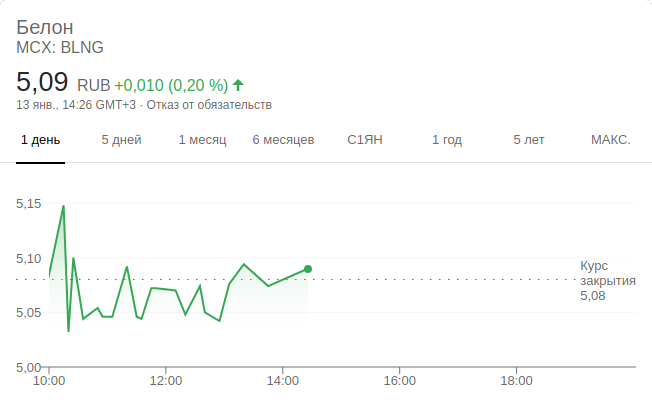 Белон
MCX: BLNG
5,09 RUB +0,010 (0,20 %)
13 янв., 14:26 GMT+3 · Отказ от обязательств
1 день 5 дней 1 месяц 6 месяцев С1ЯН 1 год 5 лет МАКС.
5,15
5,10
5,05
5,00
Курс
закрытия
5,08
10:00 12:00 14:00 16:00 18:00